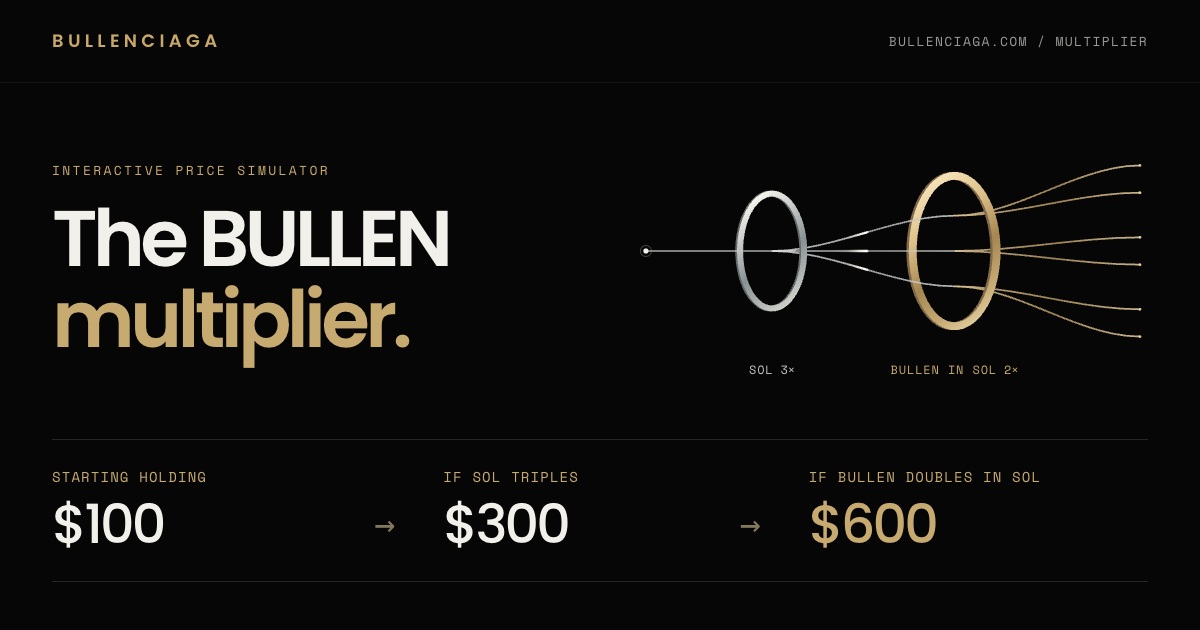 BULLENCIAGA
BULLENCIAGA.COM / MULTIPLIER
INTERACTIVE PRICE SIMULATOR
The BULLEN
multiplier.
SOL 3×
BULLEN IN SOL 2×
STARTING HOLDING
$100
→
IF SOL TRIPLES
$300
→
IF BULLEN DOUBLES IN SOL
$600